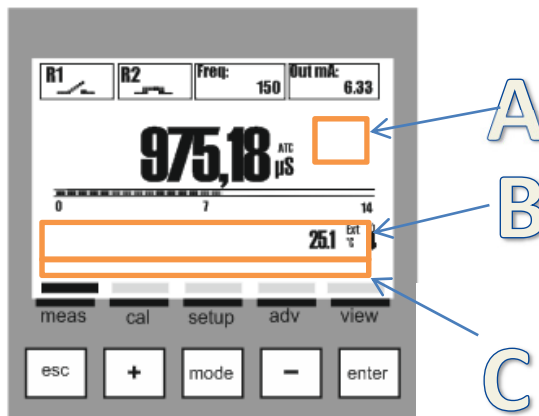 R1 R2 Freq: 150 Out mA: 6.33
A
975,18 ATC µS
0 7 14
B
25.1 Ext °C
meas cal setup adv view
esc + mode - enter
C